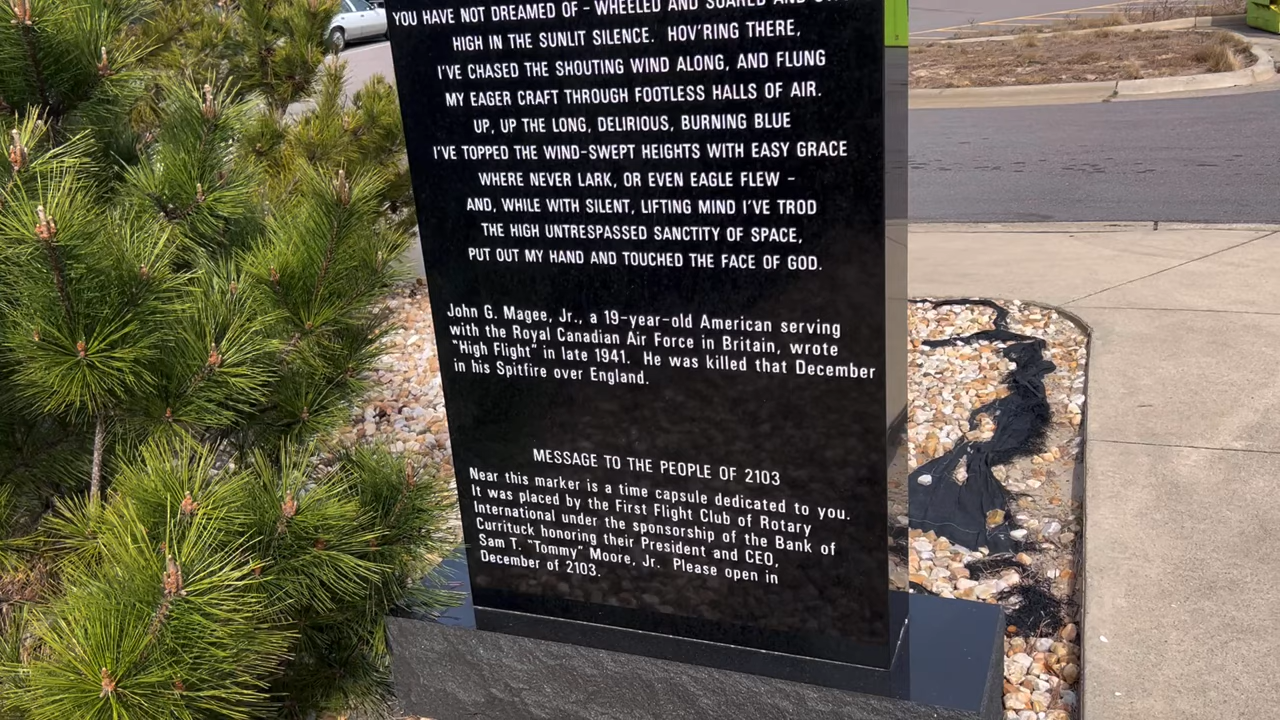 YOU HAVE NOT DREAMED OF - WHEELED AND SOARED AND
HIGH IN THE SUNLIT SILENCE. HOV'RING THERE,
I'VE CHASED THE SHOUTING WIND ALONG, AND FLUNG
MY EAGER CRAFT THROUGH FOOTLESS HALLS OF AIR.
UP, UP THE LONG, DELIRIOUS, BURNING BLUE
I'VE TOPPED THE WIND-SWEPT HEIGHTS WITH EASY GRACE
WHERE NEVER LARK, OR EVEN EAGLE FLEW -
AND, WHILE WITH SILENT, LIFTING MIND I'VE TROD
THE HIGH UNTRESPASSED SANCTITY OF SPACE,
PUT OUT MY HAND AND TOUCHED THE FACE OF GOD.
John G. Magee, Jr., a 19-year-old American serving
with the Royal Canadian Air Force in Britain, wrote
"High Flight" in late 1941. He was killed that December
in his Spitfire over England.
MESSAGE TO THE PEOPLE OF 2103
Near this marker is a time capsule dedicated to you.
It was placed by the First Flight Club of Rotary
International under the sponsorship of the Bank of
Currituck honoring their President and CEO,
Sam T. "Tommy" Moore, Jr. Please open in
December of 2103.